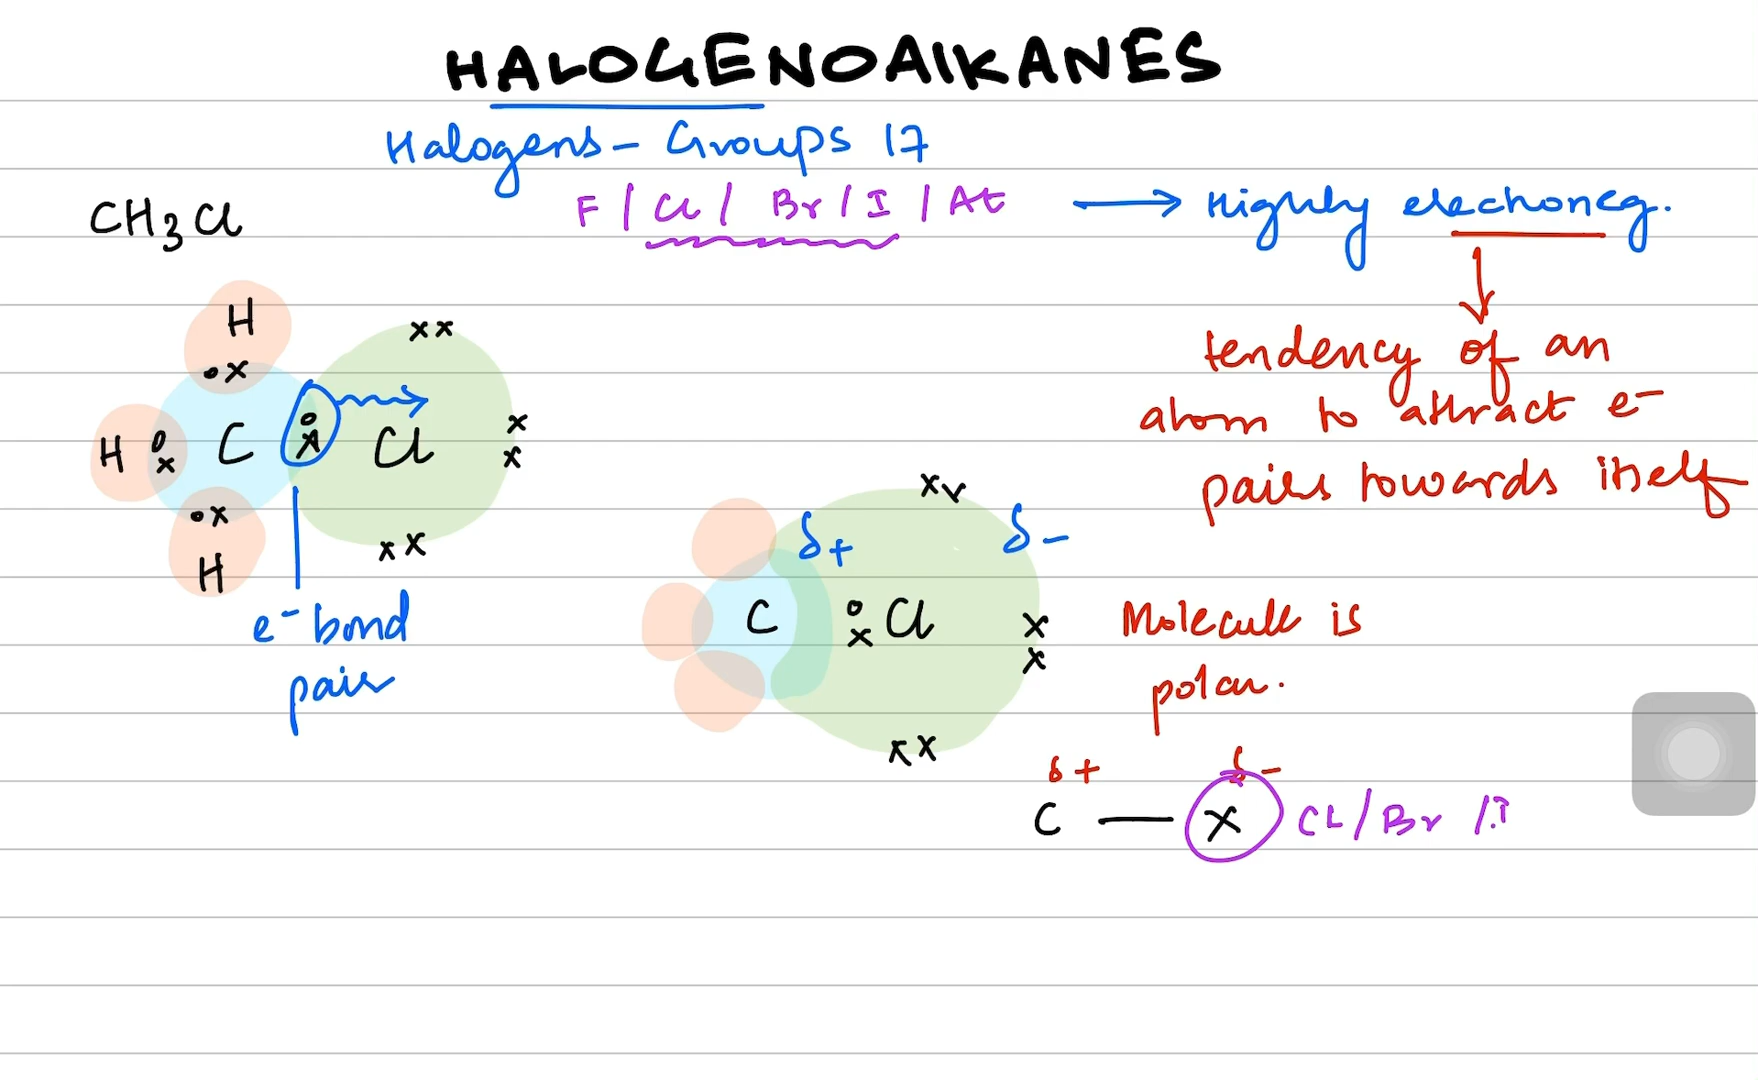 HALOGENOAlKANES
Halogens – Groups 17
F / Cl / Br / I / At → Highly electroneg.
CH3Cl
tendency of an
atom to attract e-
pairs towards itself
H
H C Cl
H
e- bond
pair
δ+ δ-
C Cl
Molecule is
polar.
δ+ δ-
C — X Cl/Br/I